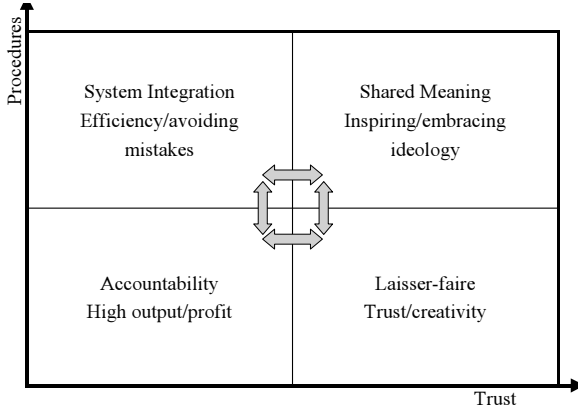 Procedures
System Integration
Efficiency/avoiding
mistakes
Shared Meaning
Inspiring/embracing
ideology
Accountability
High output/profit
Laisser-faire
Trust/creativity
Trust